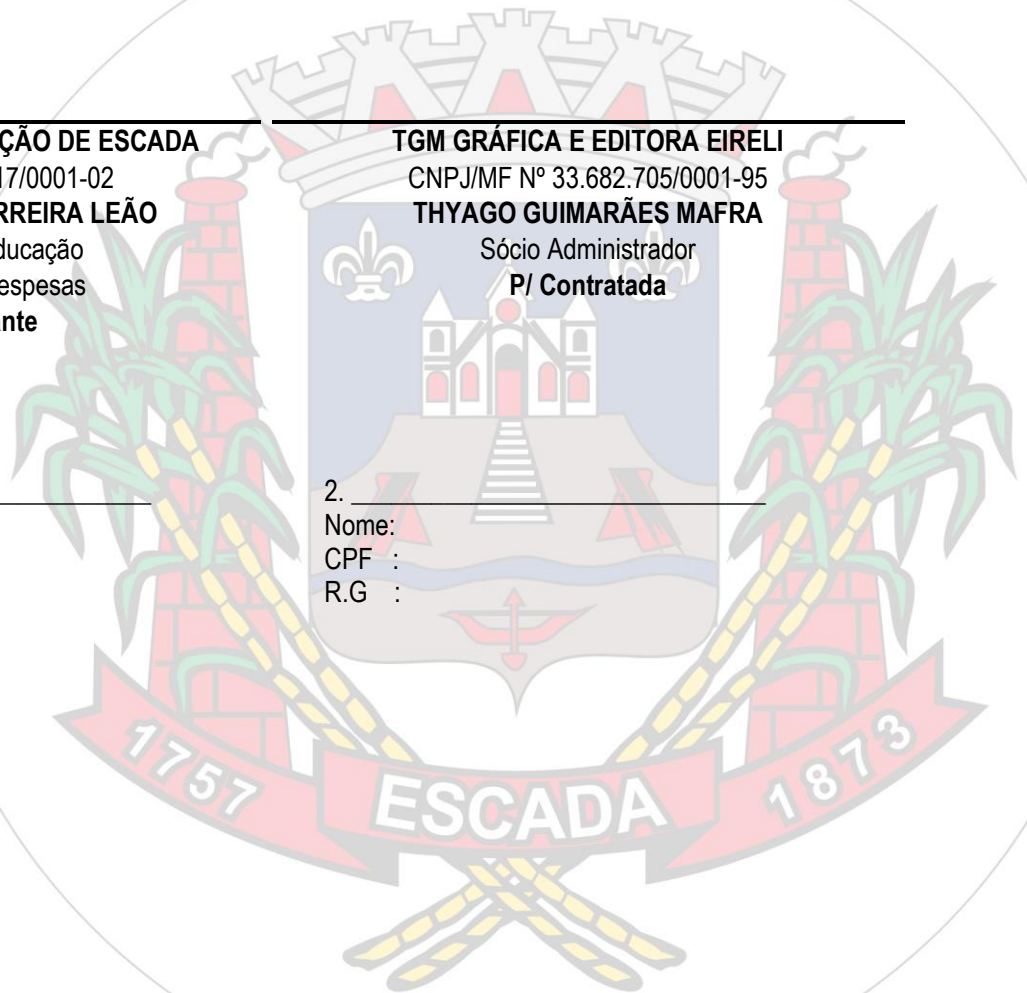 ÇÃO DE ESCADA
17/0001-02
RREIRA LEÃO
ducação
espesas
nte
TGM GRÁFICA E EDITORA EIRELI
CNPJ/MF Nº 33.682.705/0001-95
THYAGO GUIMARÃES MAFRA
Sócio Administrador
P/ Contratada
2. ______________________________
Nome:
CPF :
R.G :
1757
ESCADA
1873